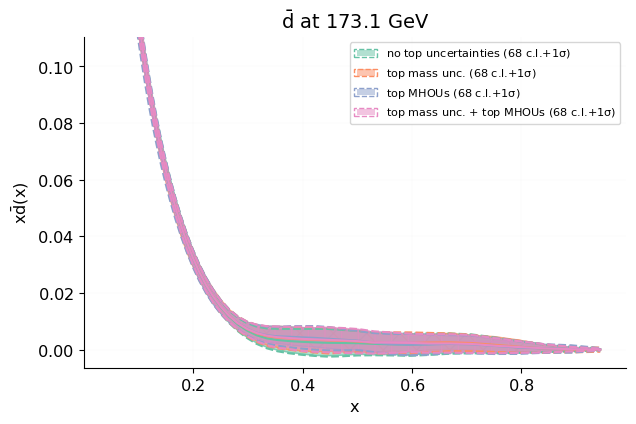 d̄ at 173.1 GeV
no top uncertainties (68 c.l.+1σ)
top mass unc. (68 c.l.+1σ)
top MHOUs (68 c.l.+1σ)
top mass unc. + top MHOUs (68 c.l.+1σ)
xd̄(x)
0.10
0.08
0.06
0.04
0.02
0.00
0.2 0.4 0.6 0.8
x